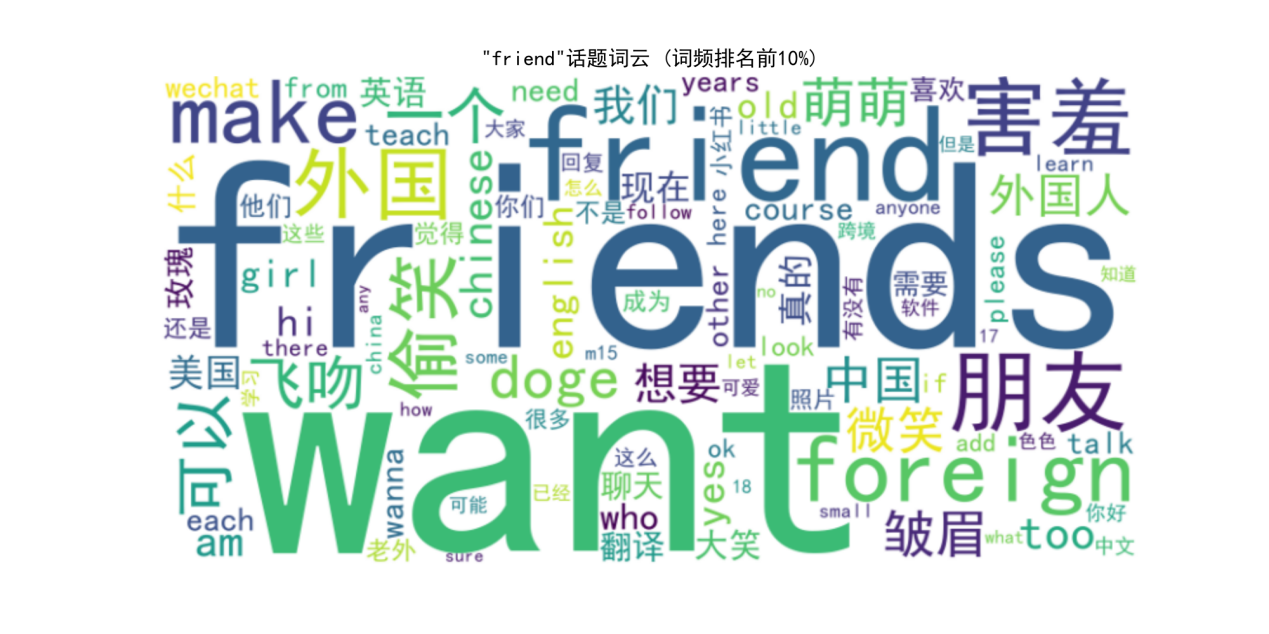 "friend"话题词云 (词频排名前10%)
wechat from 英语 一个 need 我们 years old 萌萌 喜欢 害羞
make teach 大家 friend 小红书 little 但是 learn
什么 外国 chinese 回复 怎么 现在 外国人
他们 你们 不是 follow here course anyone
friends
这些 觉得 english 跨境 please
玫瑰 girl 偷笑 成为 other no 真的 有没有 需要 软件 知道
还是 hi any there china some m15 let look 17
美国 学习 飞吻 doge 想要 可爱 照片 中国 if 朋友
可以 want how 很多 微笑 add 色色 talk
wanna 这么 ok foreign
each 可能 已经 聊天 yes 18 small 你好
am 老外 sure who 翻译 大笑 皱眉 what too 中文